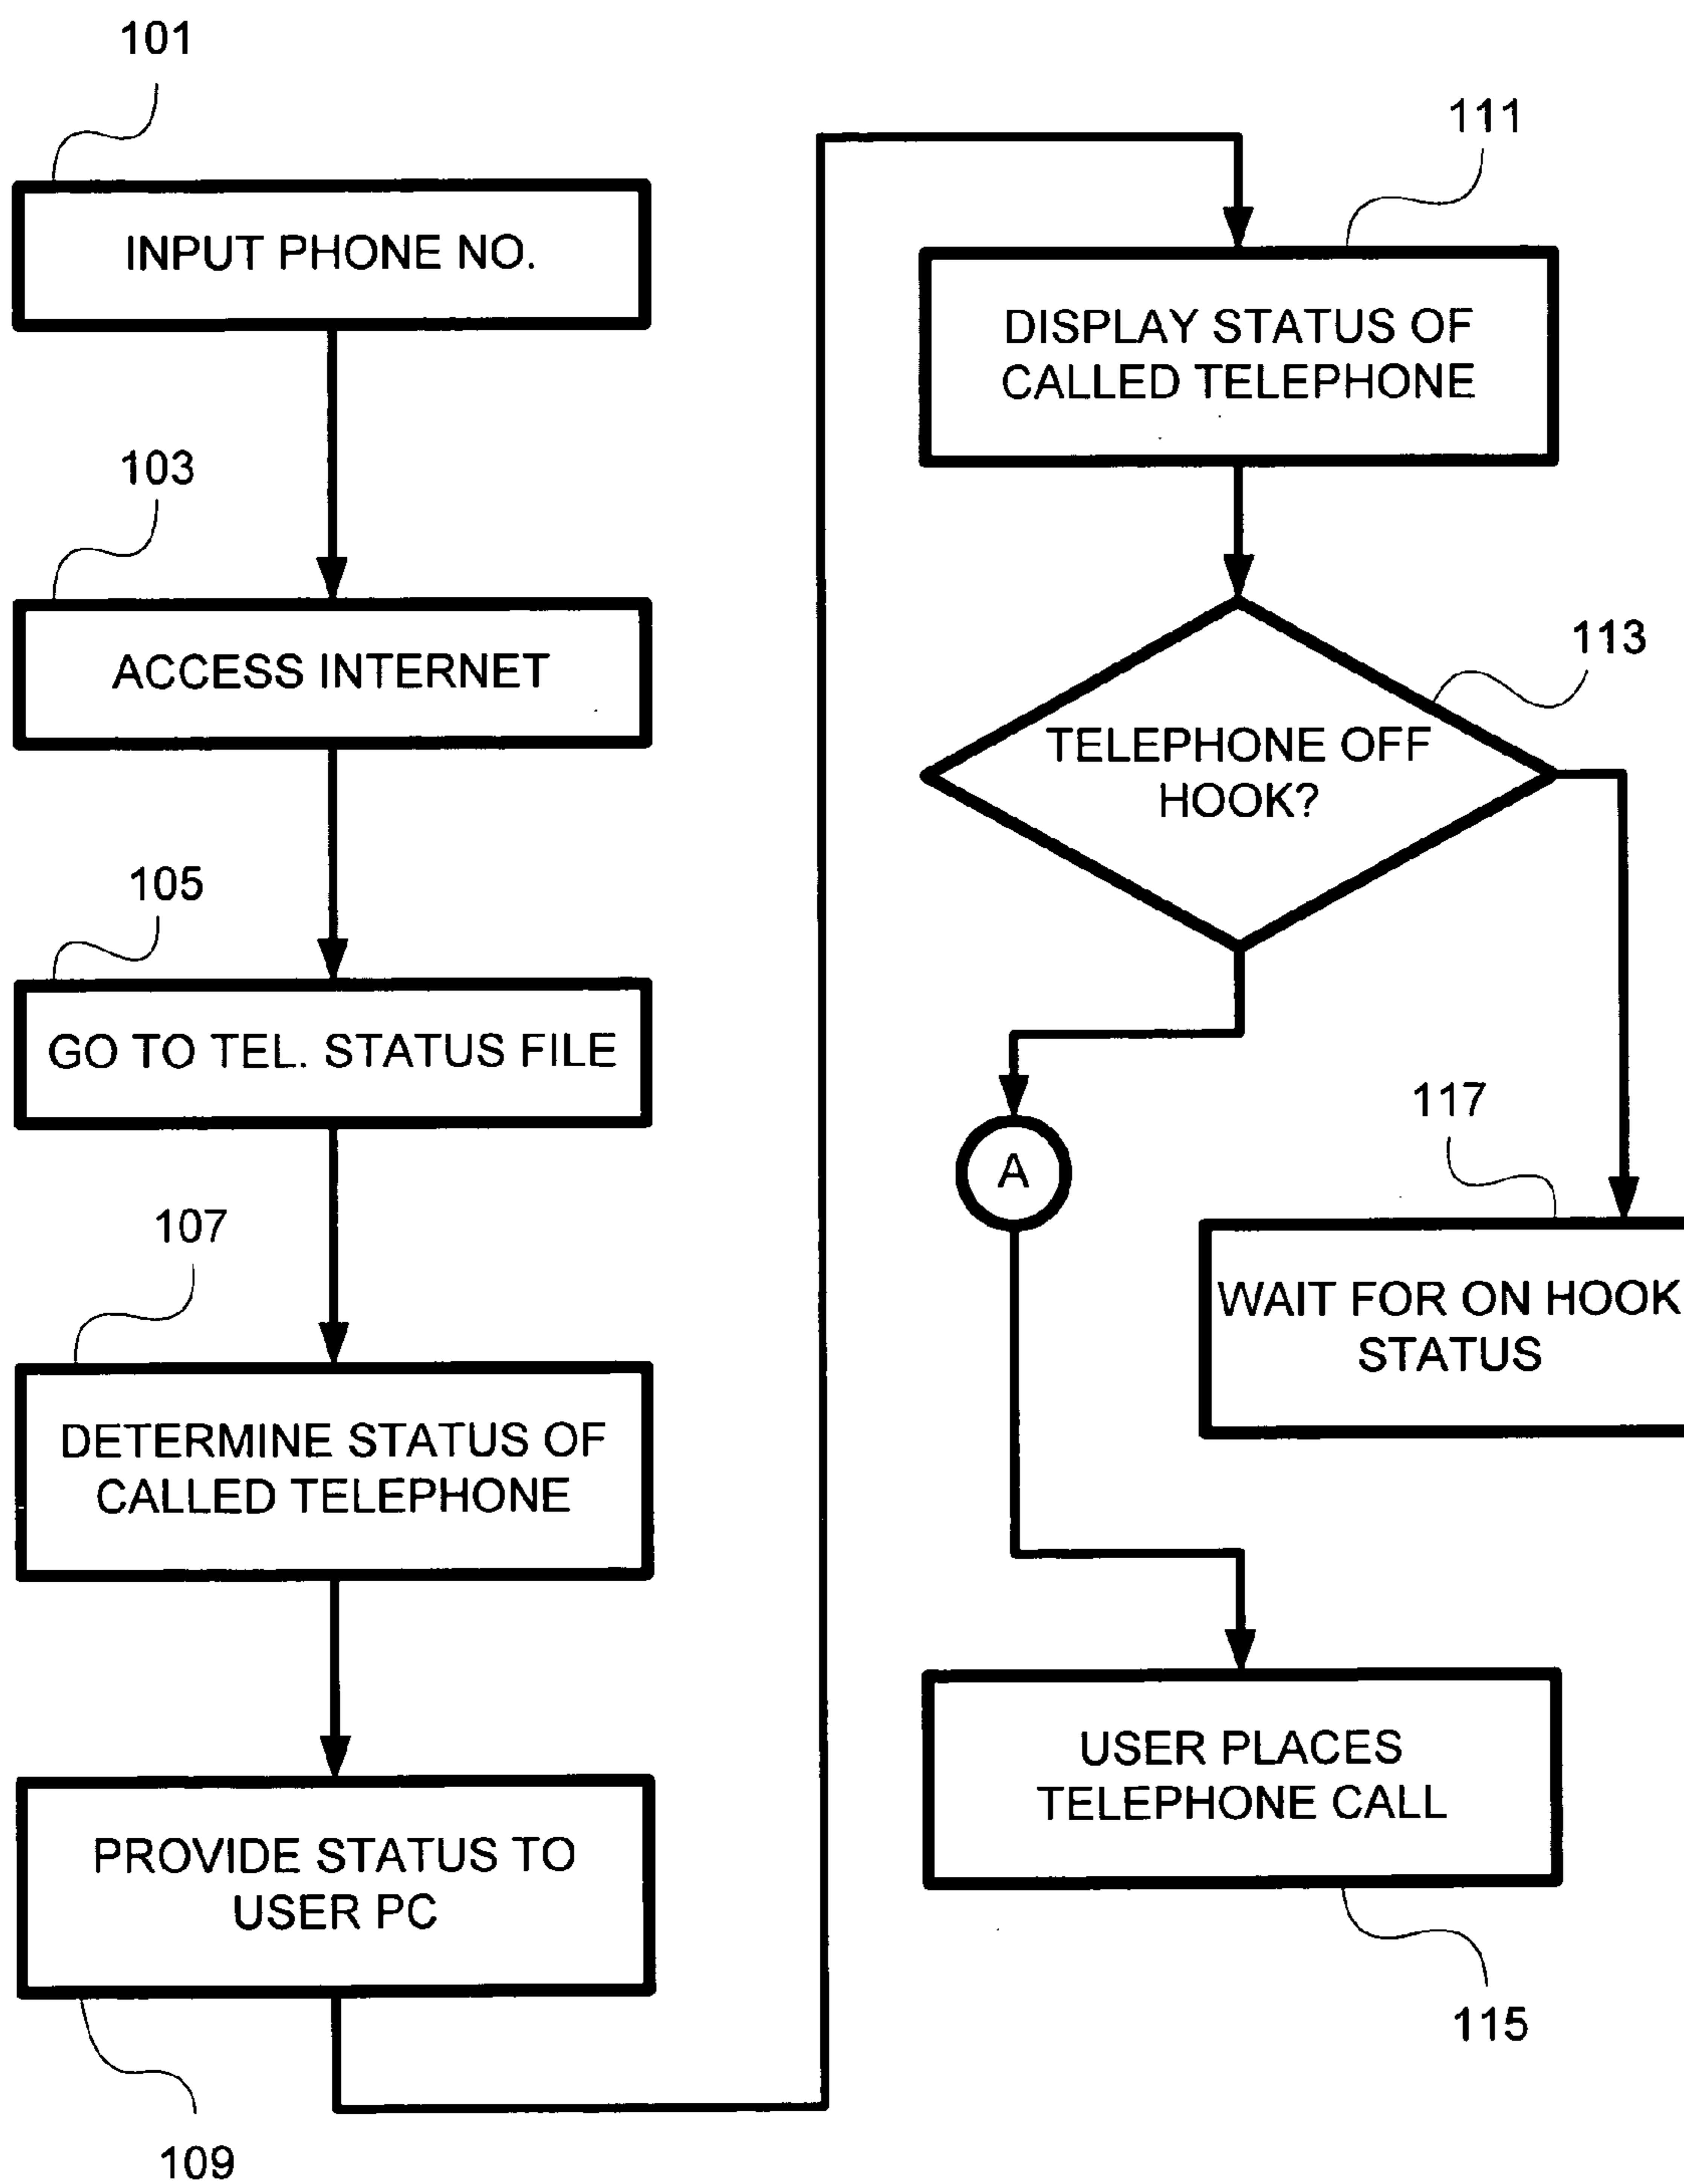 101
INPUT PHONE NO.
103
ACCESS INTERNET
105
GO TO TEL. STATUS FILE
107
DETERMINE STATUS OF
CALLED TELEPHONE
PROVIDE STATUS TO
USER PC
109
111
DISPLAY STATUS OF
CALLED TELEPHONE
113
TELEPHONE OFF
HOOK?
A
117
WAIT FOR ON HOOK
STATUS
USER PLACES
TELEPHONE CALL
115